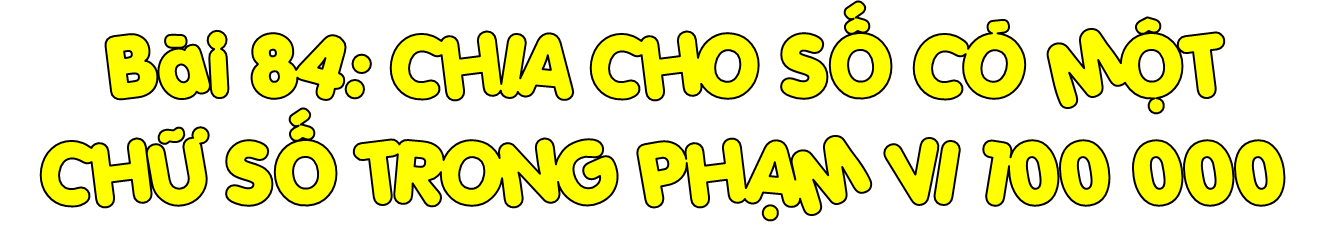 Bài 84: CHIA CHO SỐ CÓ MỘT
CHỮ SỐ TRONG PHẠM VI 100 000